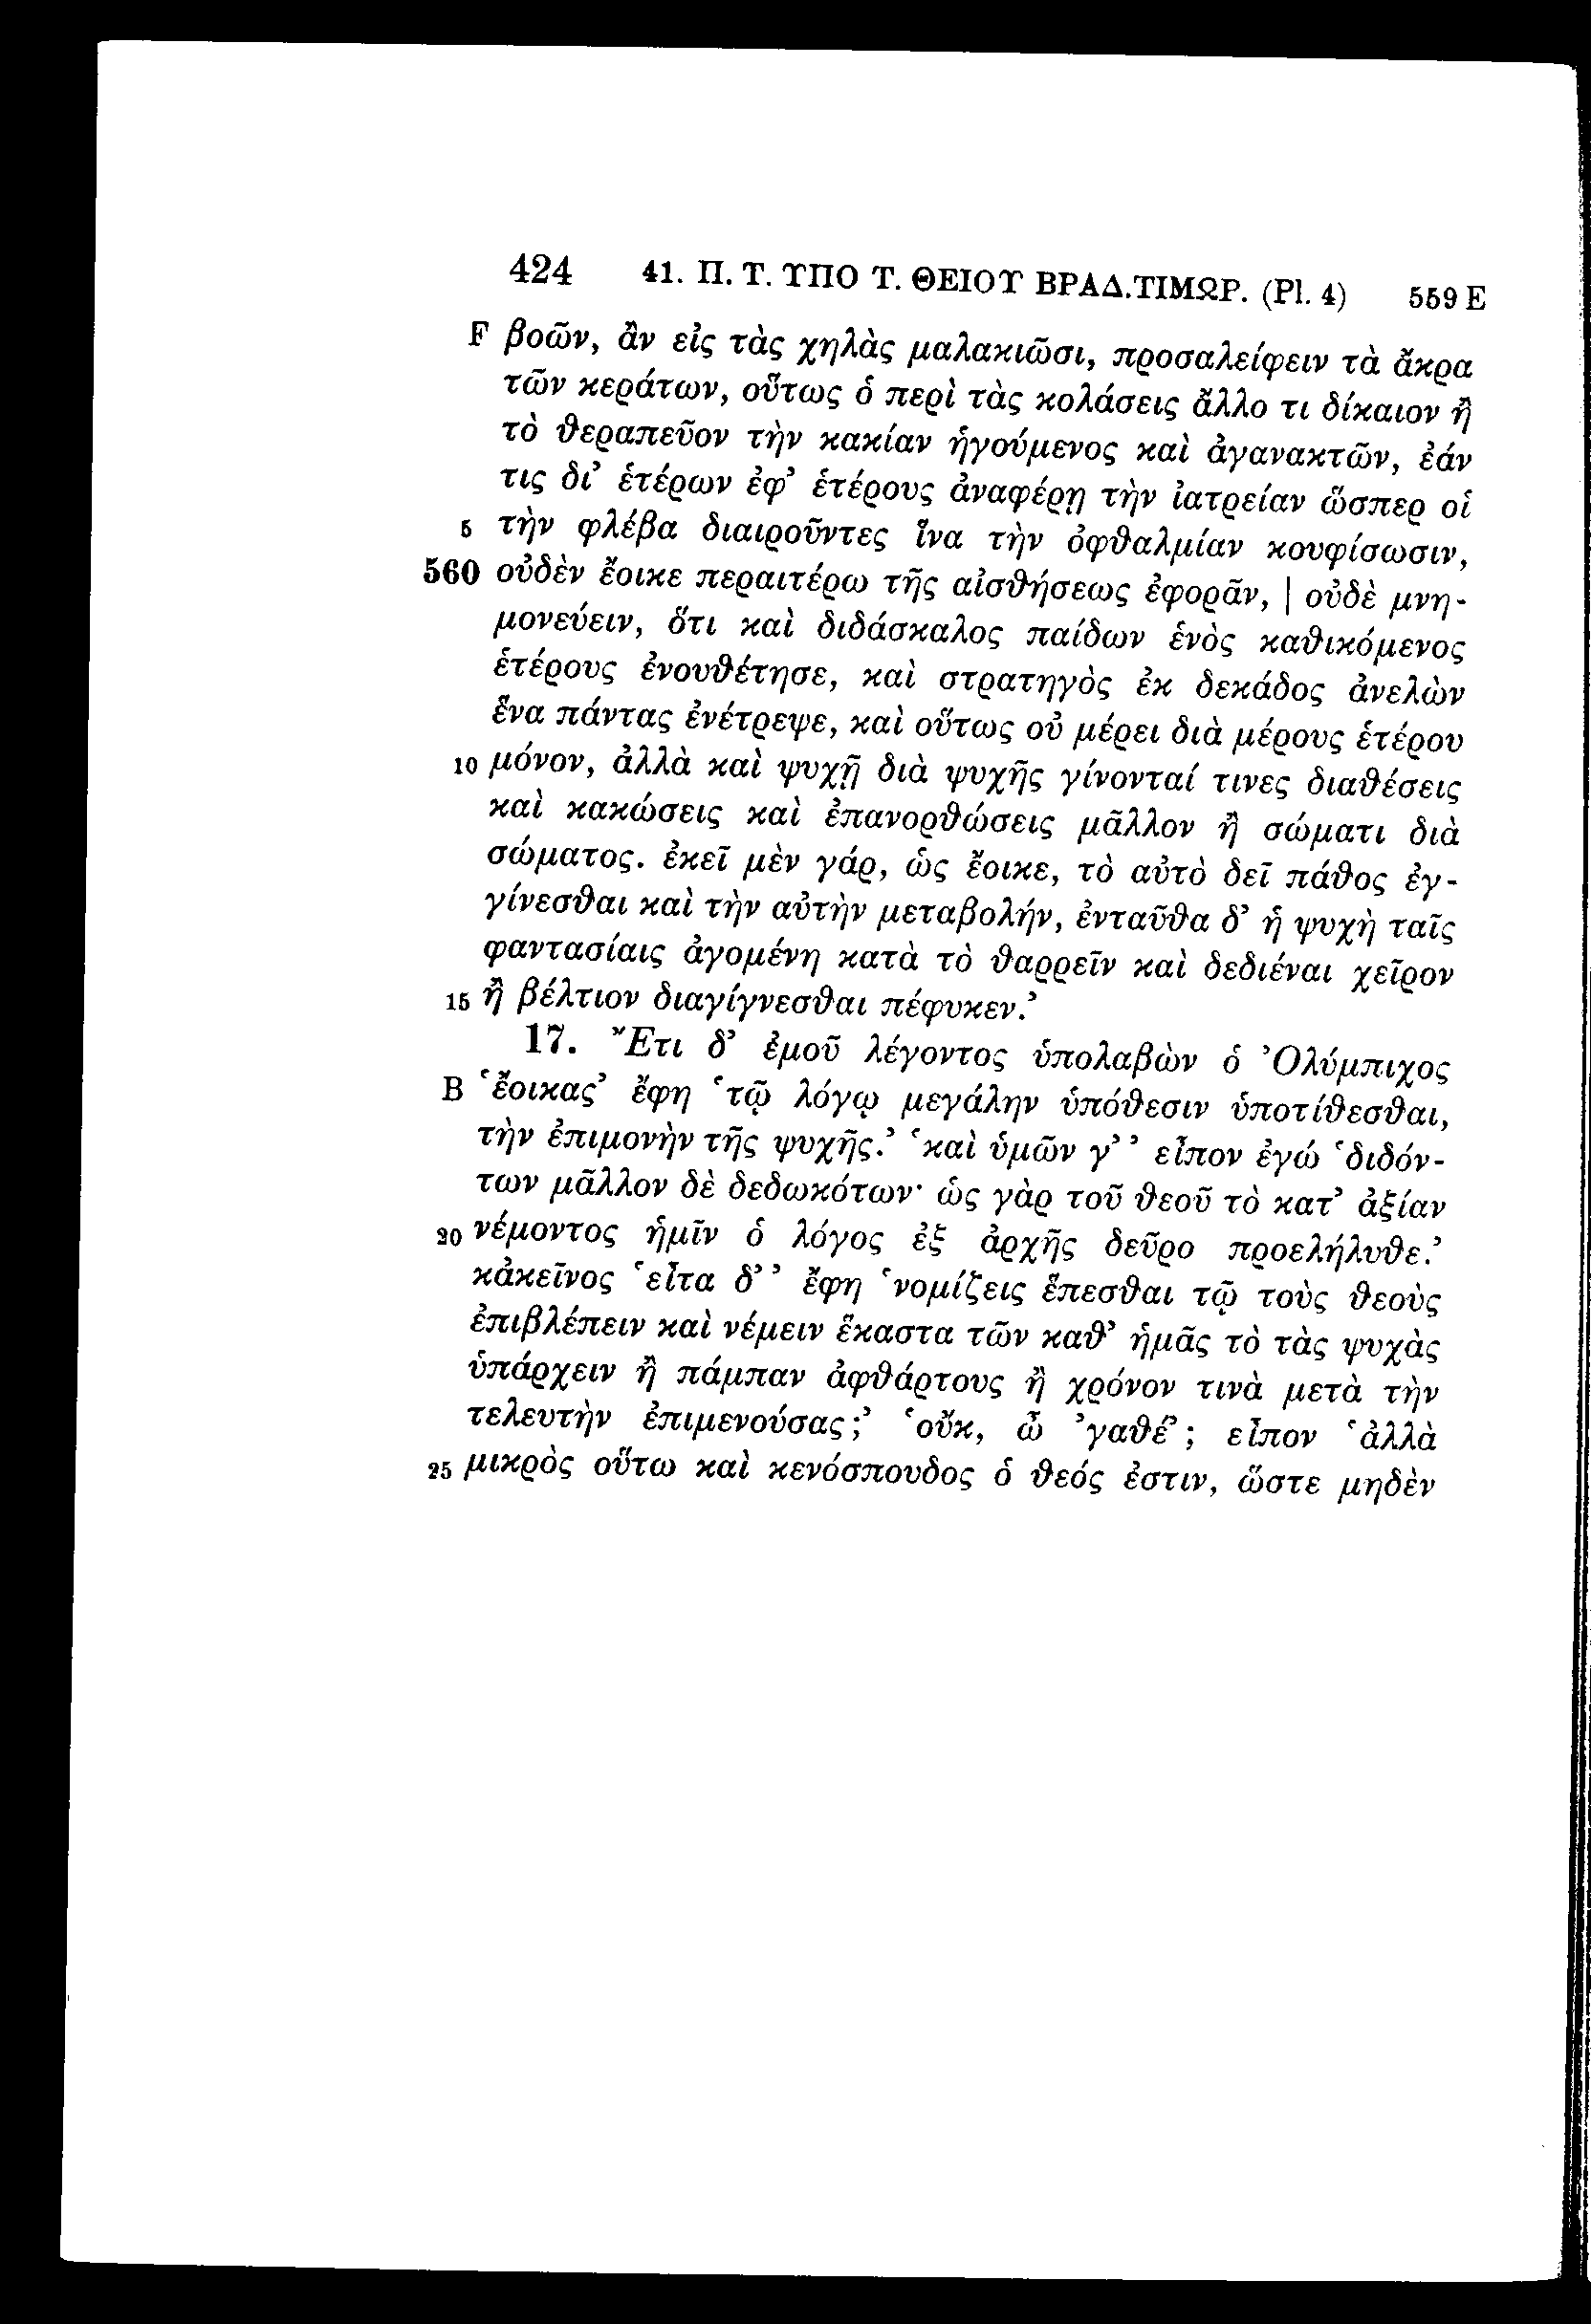 424 41. Π. Τ. ΥΠΟ Τ. ΘΕΙΟΥ ΒΡΑΔ.ΤΙΜΩΡ. (Pl. 4) 559 E
F βοῶν, ἂν εἰς τὰς χηλὰς μαλακιῶσι, προσαλείφειν τὰ ἄκρα
τῶν κεράτων, οὕτως ὁ περὶ τὰς κολάσεις ἄλλο τι δίκαιον ἢ
τὸ θεραπεῦον τὴν κακίαν ἡγούμενος καὶ ἀγανακτῶν, ἐάν
τις δι’ ἑτέρων ἐφ’ ἑτέρους ἀναφέρῃ τὴν ἰατρείαν ὥσπερ οἱ
5 τὴν φλέβα διαιροῦντες ἵνα τὴν ὀφθαλμίαν κουφίσωσιν,
560 οὐδὲν ἔοικε περαιτέρω τῆς αἰσθήσεως ἐφορᾶν, | οὐδὲ μνη-
μονεύειν, ὅτι καὶ διδάσκαλος παίδων ἑνὸς καθικόμενος
ἑτέρους ἐνουθέτησε, καὶ στρατηγὸς ἐκ δεκάδος ἀνελὼν
ἕνα πάντας ἐνέτρεψε, καὶ οὕτως οὐ μέρει διὰ μέρους ἑτέρου
10 μόνον, ἀλλὰ καὶ ψυχῇ διὰ ψυχῆς γίνονταί τινες διαθέσεις
καὶ κακώσεις καὶ ἐπανορθώσεις μᾶλλον ἢ σώματι διὰ
σώματος. ἐκεῖ μὲν γάρ, ὡς ἔοικε, τὸ αὐτὸ δεῖ πάθος ἐγ-
γίνεσθαι καὶ τὴν αὐτὴν μεταβολήν, ἐνταῦθα δ’ ἡ ψυχὴ ταῖς
φαντασίαις ἀγομένη κατὰ τὸ θαρρεῖν καὶ δεδιέναι χεῖρον
15 ἢ βέλτιον διαγίγνεσθαι πέφυκεν.’
17. Ἔτι δ’ ἐμοῦ λέγοντος ὑπολαβὼν ὁ Ὀλύμπιχος
B ‘ἔοικας’ ἔφη ‘τῷ λόγῳ μεγάλην ὑπόθεσιν ὑποτίθεσθαι,
τὴν ἐπιμονὴν τῆς ψυχῆς.’ ‘καὶ ὑμῶν γ’’ εἶπον ἐγώ ‘διδόν-
των μᾶλλον δὲ δεδωκότων· ὡς γὰρ τοῦ θεοῦ τὸ κατ’ ἀξίαν
20 νέμοντος ἡμῖν ὁ λόγος ἐξ ἀρχῆς δεῦρο προελήλυθε.’
κἀκεῖνος ‘εἶτα δ’’ ἔφη ‘νομίζεις ἕπεσθαι τῷ τοὺς θεοὺς
ἐπιβλέπειν καὶ νέμειν ἕκαστα τῶν καθ’ ἡμᾶς τὸ τὰς ψυχὰς
ὑπάρχειν ἢ πάμπαν ἀφθάρτους ἢ χρόνον τινὰ μετὰ τὴν
τελευτὴν ἐπιμενούσας;’ ‘οὔκ, ὦ ’γαθέ’; εἶπον ‘ἀλλὰ
25 μικρὸς οὕτω καὶ κενόσπουδος ὁ θεός ἐστιν, ὥστε μηδὲν